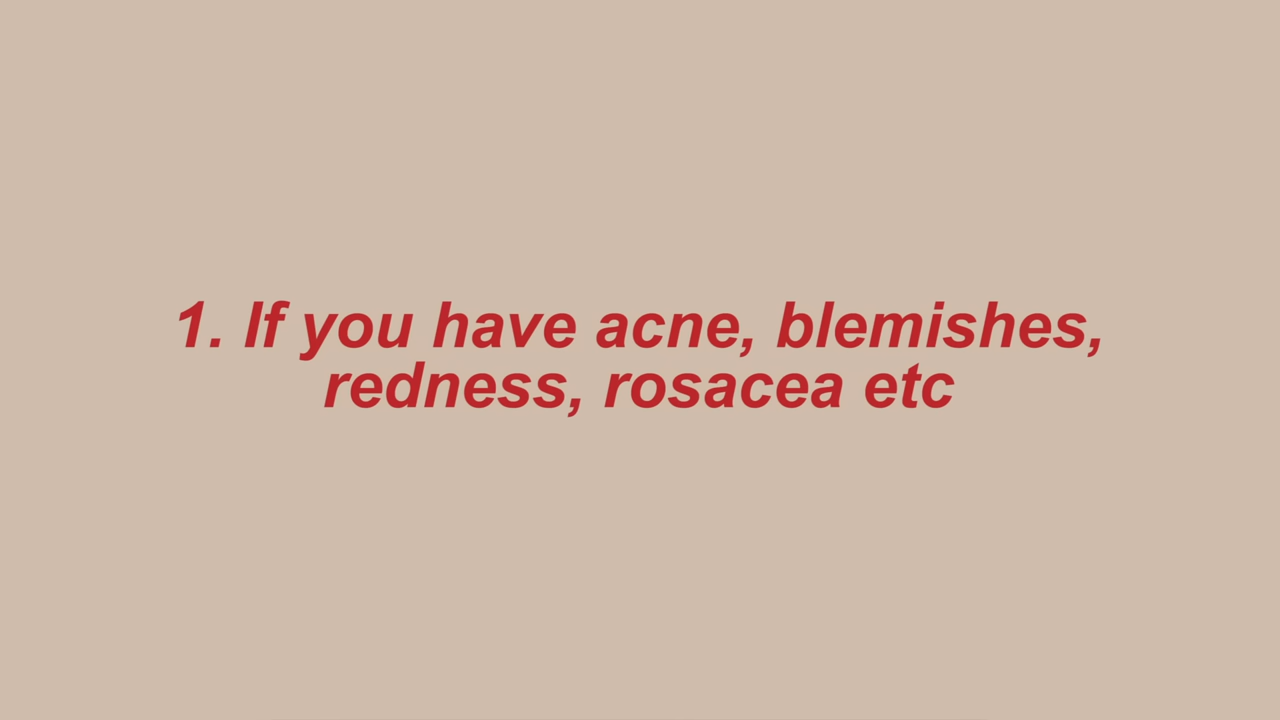 1. If you have acne, blemishes,
redness, rosacea etc